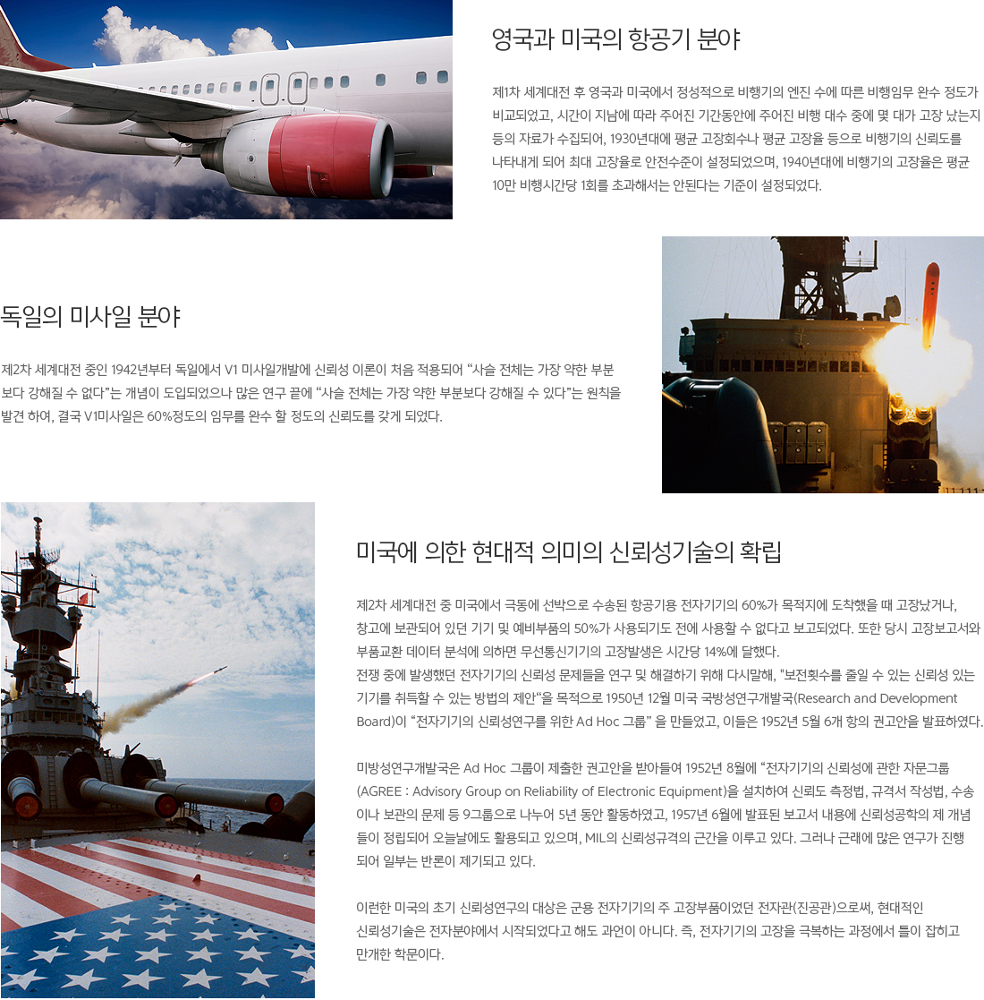 영국과 미국의 항공기 분야
제1차 세계대전 후 영국과 미국에서 정성적으로 비행기의 엔진 수에 따른 비행임무 완수 정도가
비교되었고, 시간이 지남에 따라 주어진 기간동안에 주어진 비행 대수 중에 몇 대가 고장 났는지
등의 자료가 수집되어, 1930년대에 평균 고장회수나 평균 고장율 등으로 비행기의 신뢰도를
나타내게 되어 최대 고장율로 안전수준이 설정되었으며, 1940년대에 비행기의 고장율은 평균
10만 비행시간당 1회를 초과해서는 안된다는 기준이 설정되었다.
독일의 미사일 분야
제2차 세계대전 중인 1942년부터 독일에서 V1 미사일개발에 신뢰성 이론이 처음 적용되어 “사슬 전체는 가장 약한 부분
보다 강해질 수 없다”는 개념이 도입되었으나 많은 연구 끝에 “사슬 전체는 가장 약한 부분보다 강해질 수 있다”는 원칙을
발견 하여, 결국 V1미사일은 60%정도의 임무를 완수 할 정도의 신뢰도를 갖게 되었다.
미국에 의한 현대적 의미의 신뢰성기술의 확립
제2차 세계대전 중 미국에서 극동에 선박으로 수송된 항공기용 전자기기의 60%가 목적지에 도착했을 때 고장났거나,
창고에 보관되어 있던 기기 및 예비부품의 50%가 사용되기도 전에 사용할 수 없다고 보고되었다. 또한 당시 고장보고서와
부품교환 데이터 분석에 의하면 무선통신기기의 고장발생은 시간당 14%에 달했다.
전쟁 중에 발생했던 전자기기의 신뢰성 문제들을 연구 및 해결하기 위해 다시말해, "보전횟수를 줄일 수 있는 신뢰성 있는
기기를 취득할 수 있는 방법의 제안“을 목적으로 1950년 12월 미국 국방성연구개발국(Research and Development
Board)이 “전자기기의 신뢰성연구를 위한 Ad Hoc 그룹” 을 만들었고, 이들은 1952년 5월 6개 항의 권고안을 발표하였다.
미방성연구개발국은 Ad Hoc 그룹이 제출한 권고안을 받아들여 1952년 8월에 “전자기기의 신뢰성에 관한 자문그룹
(AGREE : Advisory Group on Reliability of Electronic Equipment)을 설치하여 신뢰도 측정법, 규격서 작성법, 수송
이나 보관의 문제 등 9그룹으로 나누어 5년 동안 활동하였고, 1957년 6월에 발표된 보고서 내용에 신뢰성공학의 제 개념
들이 정립되어 오늘날에도 활용되고 있으며, MIL의 신뢰성규격의 근간을 이루고 있다. 그러나 근래에 많은 연구가 진행
되어 일부는 반론이 제기되고 있다.
이런한 미국의 초기 신뢰성연구의 대상은 군용 전자기기의 주 고장부품이었던 전자관(진공관)으로써, 현대적인
신뢰성기술은 전자분야에서 시작되었다고 해도 과언이 아니다. 즉, 전자기기의 고장을 극복하는 과정에서 틀이 잡히고
만개한 학문이다.